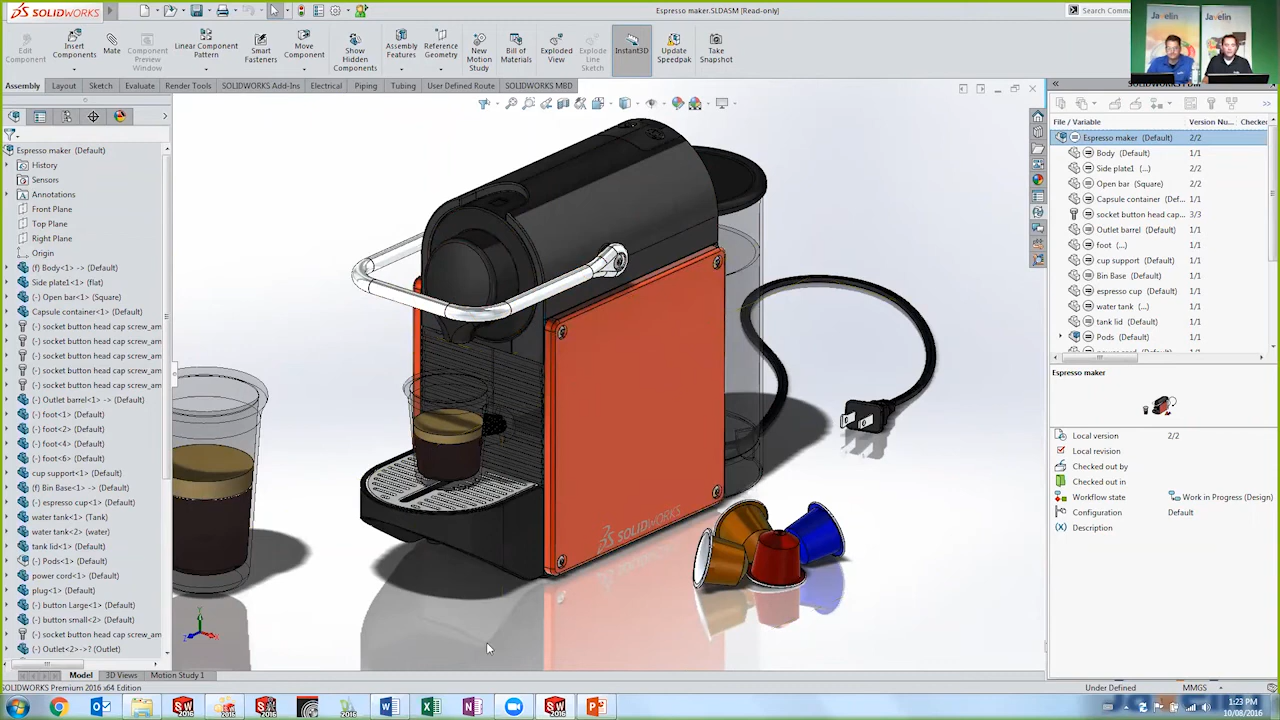 SOLIDWORKS
Espresso maker.SLDASM [Read-only]
Search Comm
Javelin
Javelin
Edit Component
Insert Components
Mate
Component Preview Window
Linear Component Pattern
Smart Fasteners
Move Component
Show Hidden Components
Assembly Features
Reference Geometry
New Motion Study
Bill of Materials
Exploded View
Explode Line Sketch
Instant3D
Update Speedpak
Take Snapshot
Assembly
Layout
Sketch
Evaluate
Render Tools
SOLIDWORKS Add-Ins
Electrical
Piping
Tubing
User Defined Route
SOLIDWORKS MBD
Espresso maker (Default)
History
Sensors
Annotations
Front Plane
Top Plane
Right Plane
Origin
(f) Body<1> -> (Default)
Side plate1<1> (flat)
(-) Open bar<1> (Square)
Capsule container<1> (Default)
(-) socket button head cap screw_am
(-) socket button head cap screw_am
(-) socket button head cap screw_am
(-) socket button head cap screw_am
(-) socket button head cap screw_am
(-) Outlet barrel<1> -> (Default)
(-) foot<1> (Default)
(-) foot<2> (Default)
(-) foot<4> (Default)
(-) foot<6> (Default)
cup support<1> (Default)
(f) Bin Base<1> -> (Default)
(-) espresso cup<1> (Default)
water tank<1> (Tank)
water tank<2> (water)
tank lid<1> (Default)
(-) Pods<1> (Default)
power cord<1> (Default)
plug<1> (Default)
(-) button Large<1> (Default)
(-) button small<2> (Default)
(-) socket button head cap screw_am
(-) Outlet<2>->? (Outlet)
SOLIDWORKS
File / Variable
Version Nu...
Checked
Espresso maker (Default) 2/2
Body (Default) 1/1
Side plate1 (...) 2/2
Open bar (Square) 2/2
Capsule container (Def... 1/1
socket button head cap... 3/3
Outlet barrel (Default) 1/1
foot (...) 1/1
cup support (Default) 1/1
Bin Base (Default) 1/1
espresso cup (Default) 1/1
water tank (...) 1/1
tank lid (Default) 1/1
Pods (Default) 1/1
Espresso maker
Local version 2/2
Local revision
Checked out by
Checked out in
Workflow state Work in Progress (Design)
Configuration Default
Description
Model
3D Views
Motion Study 1
SOLIDWORKS Premium 2016 x64 Edition
Under Defined
MMGS
1:23 PM
10/08/2016